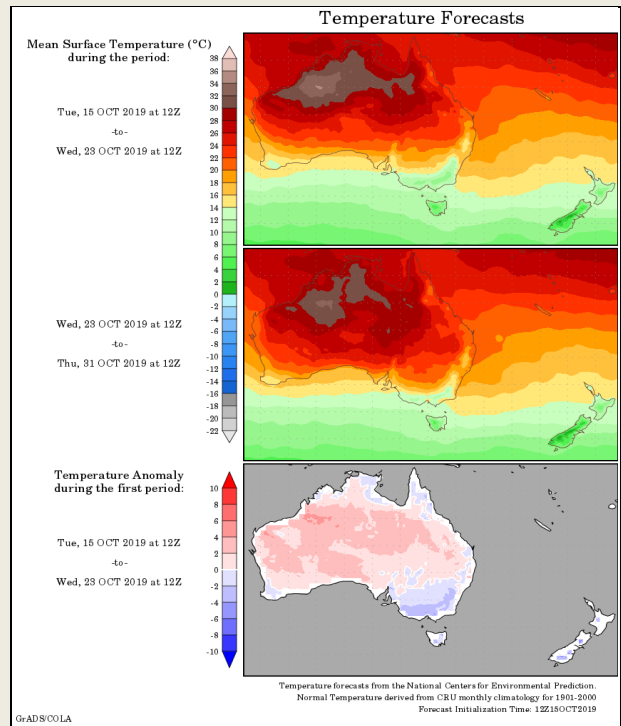 Temperature Forecasts
Mean Surface Temperature (°C)
during the period:
Tue, 15 OCT 2019 at 12Z
-to-
Wed, 23 OCT 2019 at 12Z
38
36
34
32
30
28
26
24
22
20
18
16
14
12
10
8
6
4
2
0
-2
-4
-6
-8
-10
-12
-14
-16
-18
-20
-22
Wed, 23 OCT 2019 at 12Z
-to-
Thu, 31 OCT 2019 at 12Z
Temperature Anomaly
during the first period:
Tue, 15 OCT 2019 at 12Z
-to-
Wed, 23 OCT 2019 at 12Z
10
8
6
4
2
0
-2
-4
-6
-8
-10
Temperature forecasts from the National Centers for Environmental Prediction.
Normal Temperature derived from CRU monthly climatology for 1901-2000
Forecast Initialization Time: 12Z15OCT2019
GrADS/COLA